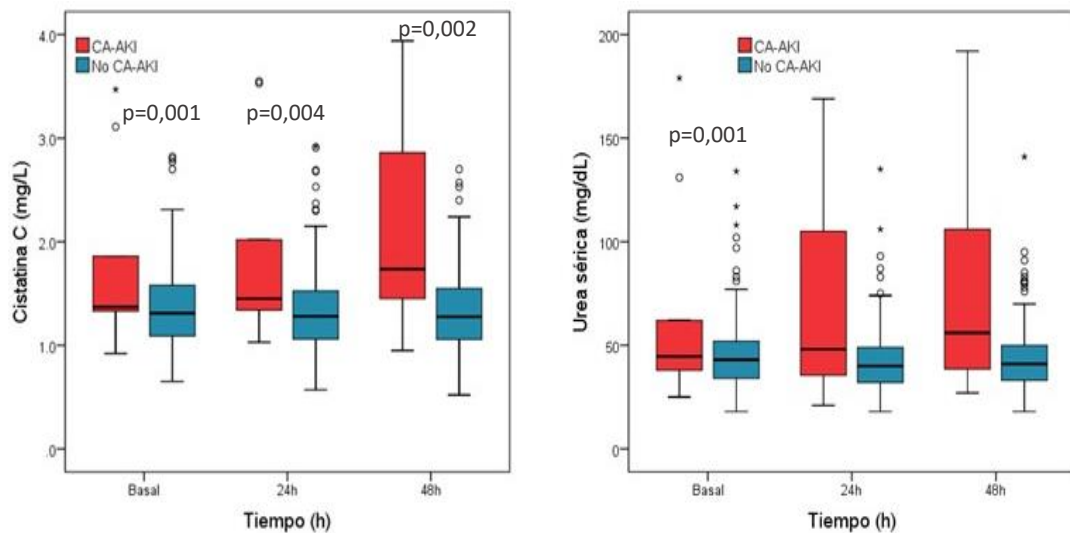 p=0,002
4.0
CA-AKI
No CA-AKI
p=0,001
p=0,004
3.0
2.0
1.0
.0
Cistatina C (mg/L)
Basal
24h
48h
Tiempo (h)
200
CA-AKI
No CA-AKI
p=0,001
150
100
50
0
Urea sérica (mg/dL)
Basal
24h
48h
Tiempo (h)